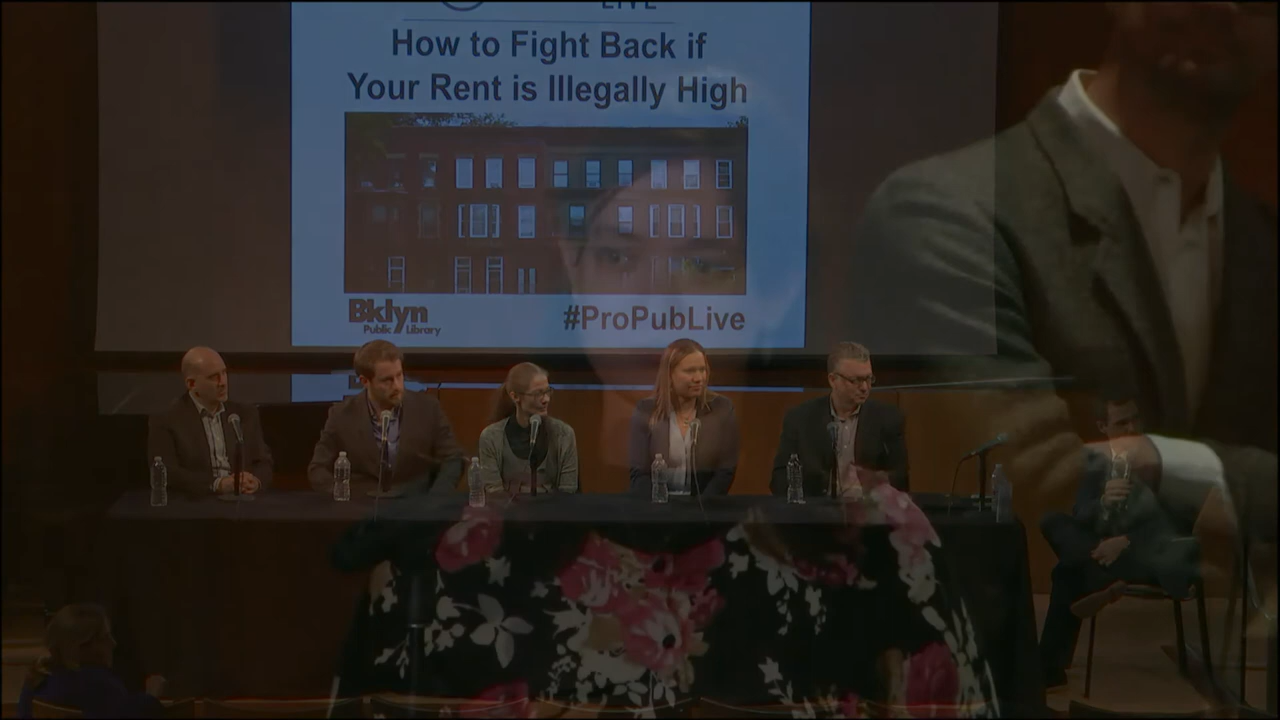 LIVE
How to Fight Back if
Your Rent is Illegally High
Bklyn
Public Library
#ProPubLive